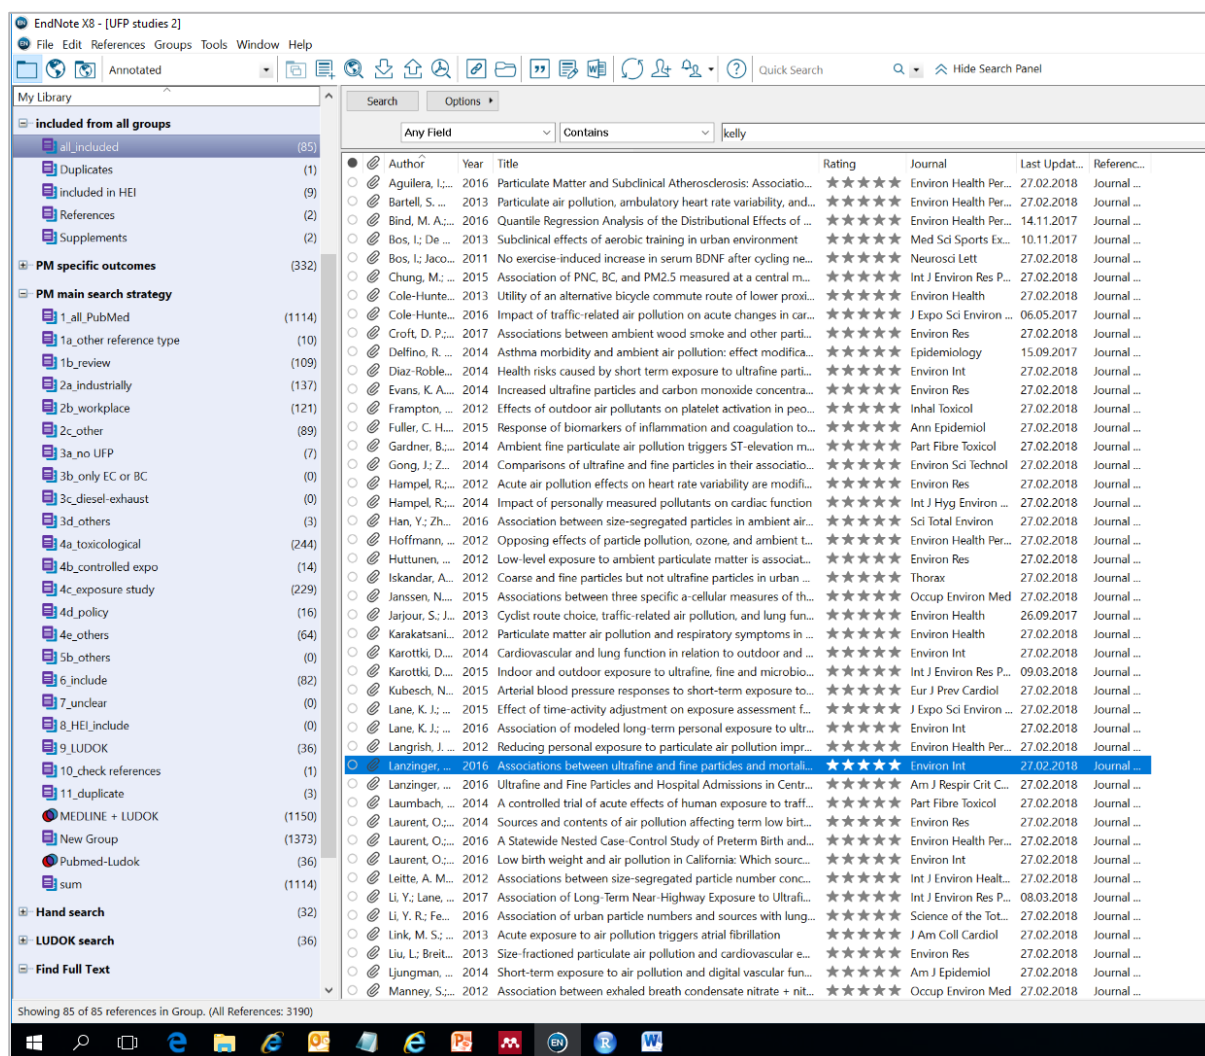 EndNote X8 - [UFP studies 2]
File Edit References Groups Tools Window Help
Annotated Quick Search Hide Search Panel
My Library
included from all groups
all_included (85)
Duplicates (1)
included in HEI (9)
References (2)
Supplements (2)
PM specific outcomes (332)
PM main search strategy
1_all_PubMed (1114)
1a_other reference type (10)
1b_review (109)
2a_industrially (137)
2b_workplace (121)
2c_other (89)
3a_no UFP (7)
3b_only EC or BC (0)
3c_diesel-exhaust (0)
3d_others (3)
4a_toxicological (244)
4b_controlled expo (14)
4c_exposure study (229)
4d_policy (16)
4e_others (64)
5b_others (0)
6_include (82)
7_unclear (0)
8_HEI_include (0)
9_LUDOK (36)
10_check references (1)
11_duplicate (3)
MEDLINE + LUDOK (1150)
New Group (1373)
Pubmed-Ludok (36)
sum (1114)
Hand search (32)
LUDOK search (36)
Find Full Text
Search Options
Any Field Contains kelly
Author Year Title Rating Journal Last Updat... Referenc...
Aguilera, I.;... 2016 Particulate Matter and Subclinical Atherosclerosis: Associatio... Environ Health Per... 27.02.2018 Journal ...
Bartell, S. ... 2013 Particulate air pollution, ambulatory heart rate variability, and... Environ Health Per... 27.02.2018 Journal ...
Bind, M. A.;... 2016 Quantile Regression Analysis of the Distributional Effects of ... Environ Health Per... 14.11.2017 Journal ...
Bos, I.; De ... 2013 Subclinical effects of aerobic training in urban environment Med Sci Sports Ex... 10.11.2017 Journal ...
Bos, I.; Jaco... 2011 No exercise-induced increase in serum BDNF after cycling ne... Neurosci Lett 27.02.2018 Journal ...
Chung, M.; ... 2015 Association of PNC, BC, and PM2.5 measured at a central m... Int J Environ Res P... 27.02.2018 Journal ...
Cole-Hunte... 2013 Utility of an alternative bicycle commute route of lower proxi... Environ Health 27.02.2018 Journal ...
Cole-Hunte... 2016 Impact of traffic-related air pollution on acute changes in car... J Expo Sci Environ ... 06.05.2017 Journal ...
Croft, D. P.;... 2017 Associations between ambient wood smoke and other parti... Environ Res 27.02.2018 Journal ...
Delfino, R. ... 2014 Asthma morbidity and ambient air pollution: effect modifica... Epidemiology 15.09.2017 Journal ...
Diaz-Roble... 2014 Health risks caused by short term exposure to ultrafine parti... Environ Int 27.02.2018 Journal ...
Evans, K. A.... 2014 Increased ultrafine particles and carbon monoxide concentra... Environ Res 27.02.2018 Journal ...
Frampton, ... 2012 Effects of outdoor air pollutants on platelet activation in peo... Inhal Toxicol 27.02.2018 Journal ...
Fuller, C. H.... 2015 Response of biomarkers of inflammation and coagulation to... Ann Epidemiol 27.02.2018 Journal ...
Gardner, B.;... 2014 Ambient fine particulate air pollution triggers ST-elevation m... Part Fibre Toxicol 27.02.2018 Journal ...
Gong, J.; Z... 2014 Comparisons of ultrafine and fine particles in their associatio... Environ Sci Technol 27.02.2018 Journal ...
Hampel, R.;... 2012 Acute air pollution effects on heart rate variability are modifi... Environ Res 27.02.2018 Journal ...
Hampel, R.;... 2014 Impact of personally measured pollutants on cardiac function Int J Hyg Environ ... 27.02.2018 Journal ...
Han, Y.; Zh... 2016 Association between size-segregated particles in ambient air... Sci Total Environ 27.02.2018 Journal ...
Hoffmann, ... 2012 Opposing effects of particle pollution, ozone, and ambient t... Environ Health Per... 27.02.2018 Journal ...
Huttunen, ... 2012 Low-level exposure to ambient particulate matter is associat... Environ Res 27.02.2018 Journal ...
Iskandar, A... 2012 Coarse and fine particles but not ultrafine particles in urban ... Thorax 27.02.2018 Journal ...
Janssen, N.... 2015 Associations between three specific a-cellular measures of th... Occup Environ Med 27.02.2018 Journal ...
Jarjour, S.; J... 2013 Cyclist route choice, traffic-related air pollution, and lung fun... Environ Health 26.09.2017 Journal ...
Karakatsani... 2012 Particulate matter air pollution and respiratory symptoms in ... Environ Health 27.02.2018 Journal ...
Karottki, D.... 2014 Cardiovascular and lung function in relation to outdoor and ... Environ Int 27.02.2018 Journal ...
Karottki, D.... 2015 Indoor and outdoor exposure to ultrafine, fine and microbio... Int J Environ Res P... 09.03.2018 Journal ...
Kubesch, N... 2015 Arterial blood pressure responses to short-term exposure to... Eur J Prev Cardiol 27.02.2018 Journal ...
Lane, K. J.; ... 2015 Effect of time-activity adjustment on exposure assessment f... J Expo Sci Environ ... 27.02.2018 Journal ...
Lane, K. J.; ... 2016 Association of modeled long-term personal exposure to ultr... Environ Int 27.02.2018 Journal ...
Langrish, J. ... 2012 Reducing personal exposure to particulate air pollution impr... Environ Health Per... 27.02.2018 Journal ...
Lanzinger, ... 2016 Associations between ultrafine and fine particles and mortali... Environ Int 27.02.2018 Journal ...
Lanzinger, ... 2016 Ultrafine and Fine Particles and Hospital Admissions in Centr... Am J Respir Crit C... 27.02.2018 Journal ...
Laumbach, ... 2014 A controlled trial of acute effects of human exposure to traff... Part Fibre Toxicol 27.02.2018 Journal ...
Laurent, O.;... 2014 Sources and contents of air pollution affecting term low birt... Environ Res 27.02.2018 Journal ...
Laurent, O.;... 2016 A Statewide Nested Case-Control Study of Preterm Birth and... Environ Health Per... 27.02.2018 Journal ...
Laurent, O.;... 2016 Low birth weight and air pollution in California: Which sourc... Environ Int 27.02.2018 Journal ...
Leitte, A. M... 2012 Associations between size-segregated particle number conc... Int J Environ Healt... 27.02.2018 Journal ...
Li, Y.; Lane, ... 2017 Association of Long-Term Near-Highway Exposure to Ultrafi... Int J Environ Res P... 08.03.2018 Journal ...
Li, Y. R.; Fe... 2016 Association of urban particle numbers and sources with lung... Science of the Tot... 27.02.2018 Journal ...
Link, M. S.; ... 2013 Acute exposure to air pollution triggers atrial fibrillation J Am Coll Cardiol 27.02.2018 Journal ...
Liu, L.; Breit... 2013 Size-fractioned particulate air pollution and cardiovascular e... Environ Res 27.02.2018 Journal ...
Ljungman, ... 2014 Short-term exposure to air pollution and digital vascular fun... Am J Epidemiol 27.02.2018 Journal ...
Manney, S.;... 2012 Association between exhaled breath condensate nitrate + nit... Occup Environ Med 27.02.2018 Journal ...
Showing 85 of 85 references in Group. (All References: 3190)